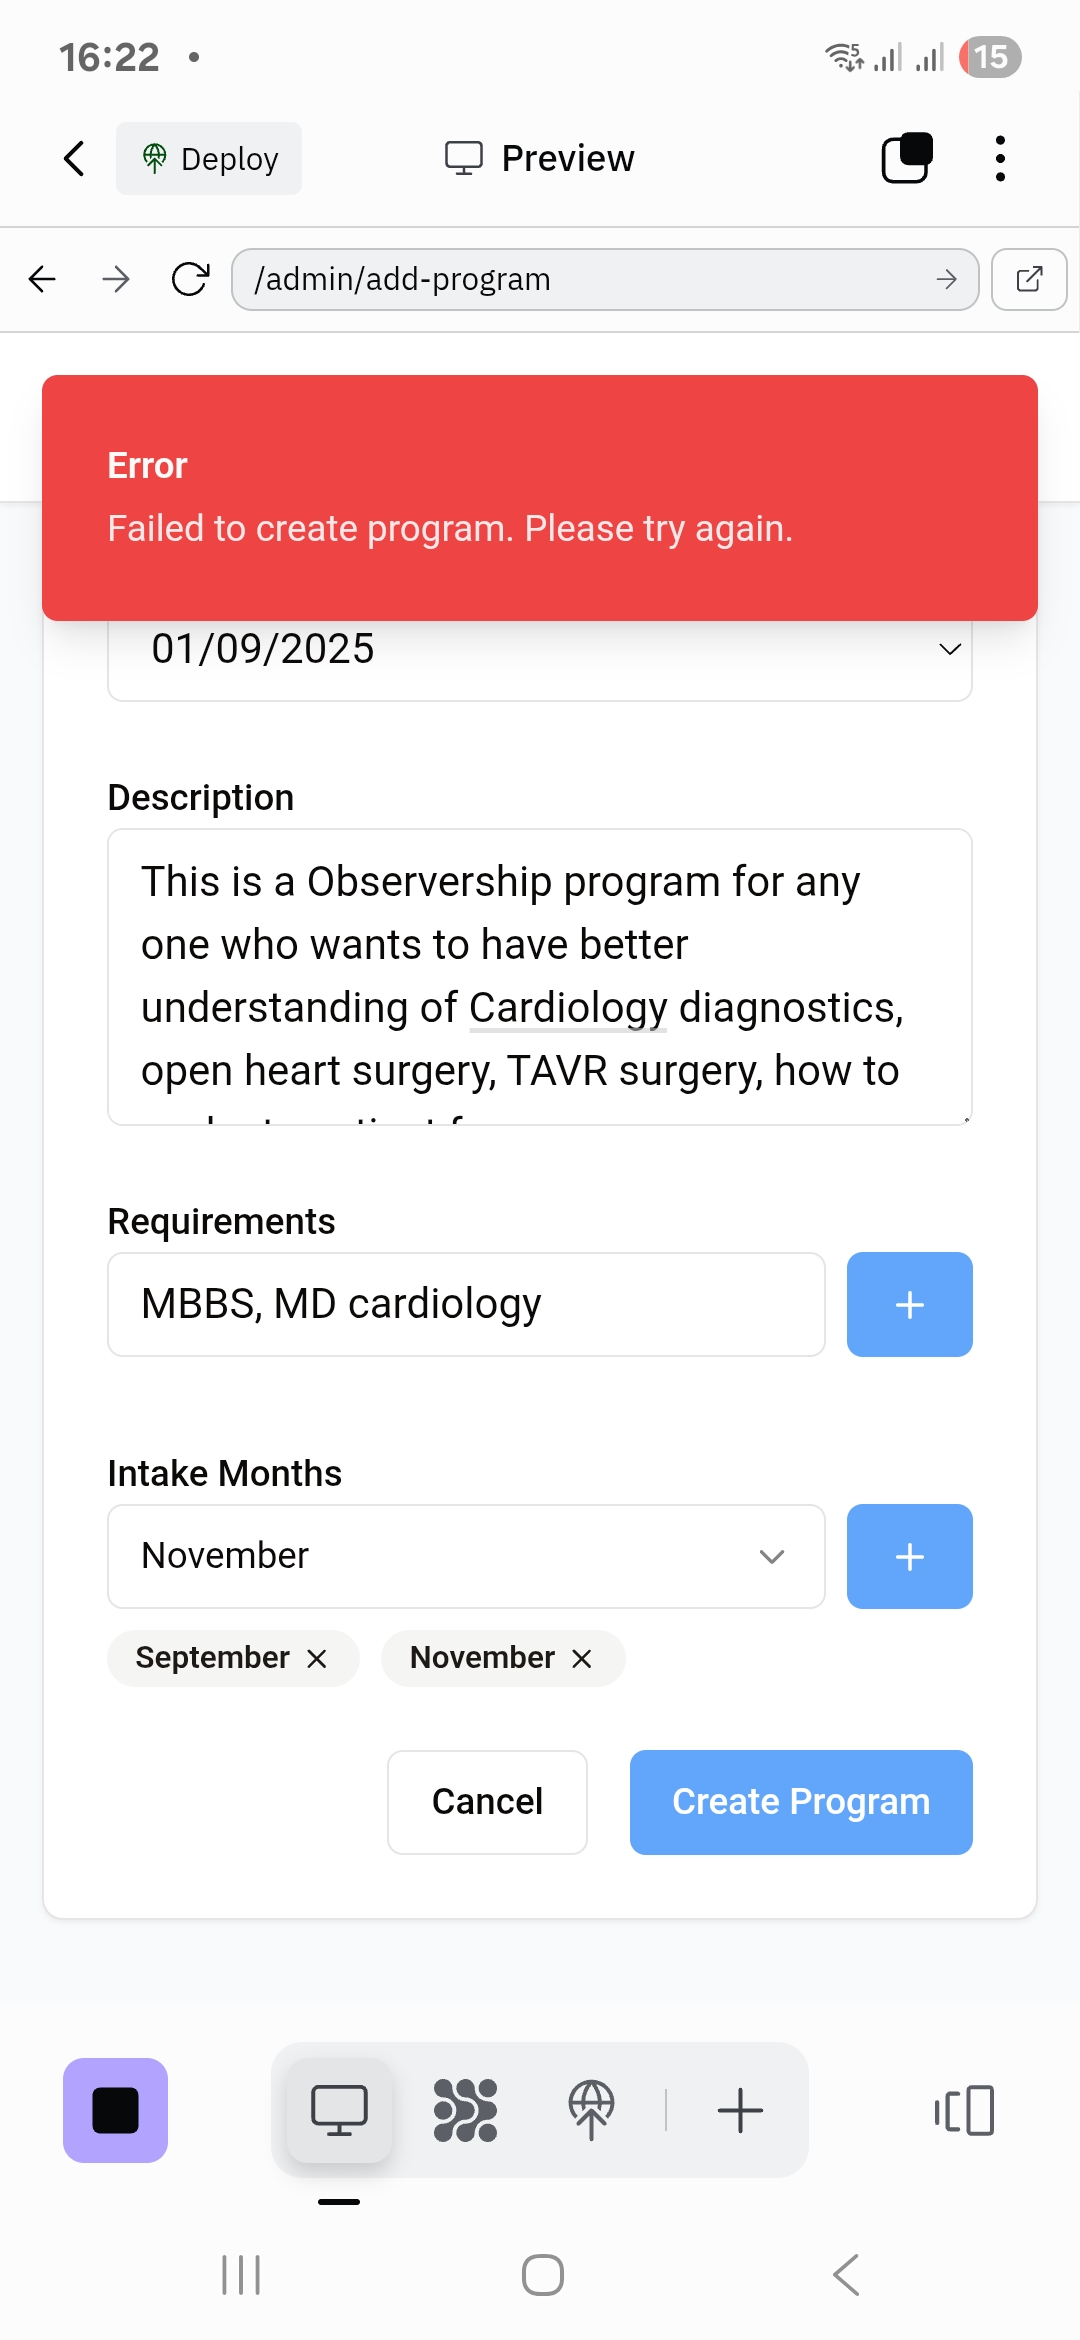 16:22
5
15
Deploy
Preview
/admin/add-program
Error
Failed to create program. Please try again.
01/09/2025
Description
This is a Observership program for any
one who wants to have better
understanding of Cardiology diagnostics,
open heart surgery, TAVR surgery, how to
Requirements
MBBS, MD cardiology
Intake Months
November
September
November
Cancel
Create Program